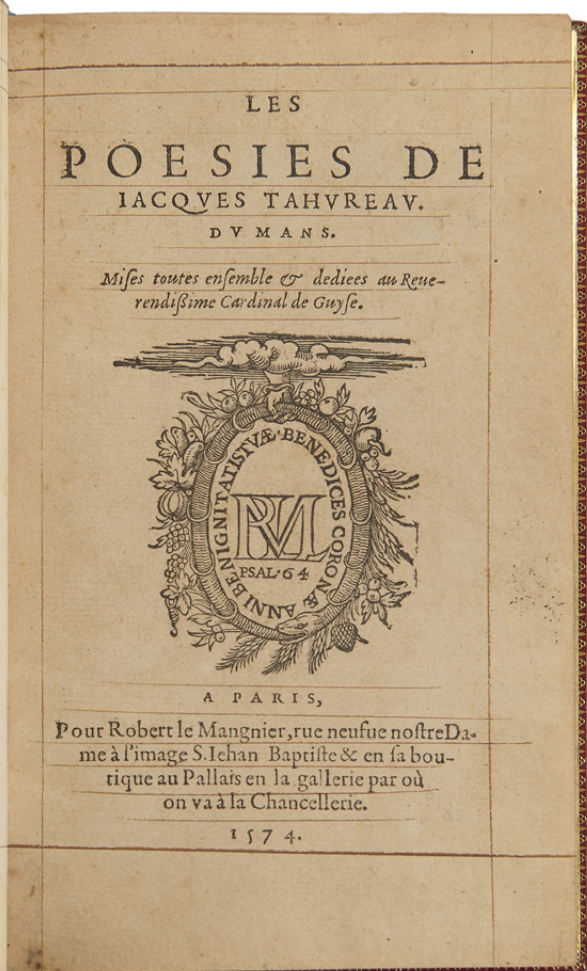 LES
POESIES DE
IACQVES TAHVREAV.
DV MANS.
Miſes toutes enſemble & dediees au Reue-
rendiſsime Cardinal de Guyſe.
BENEDICES CORONÆ ANNI BENIGNITATIS TVÆ
RVL
PSAL·64
A PARIS,
Pour Robert le Mangnier, rue neufue noſtre Da-
me à l'image S. Iehan Baptiſte & en ſa bou-
tique au Pallais en la gallerie par où
on va à la Chancellerie.
1574.